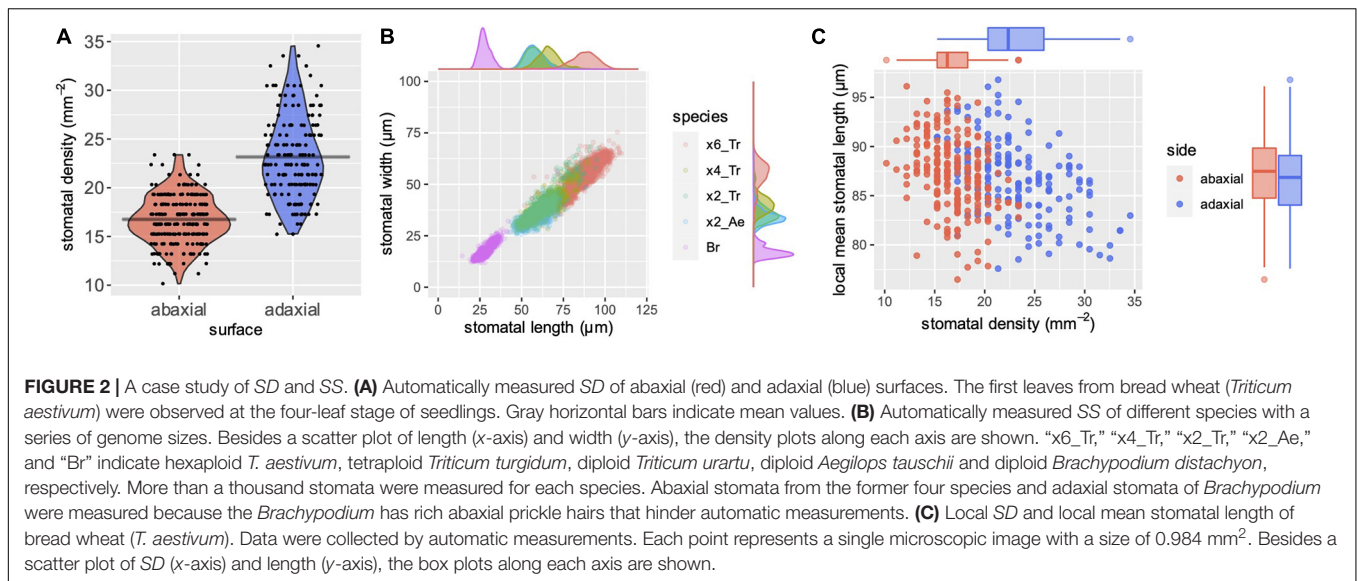 A
35
30
25
20
15
10
stomatal density (mm⁻²)
abaxial adaxial
surface
B
100
75
50
25
0
stomatal width (µm)
0 25 50 75 100 125
stomatal length (µm)
species
x6_Tr
x4_Tr
x2_Tr
x2_Ae
Br
C
95
90
85
80
local mean stomatal length (µm)
10 15 20 25 30 35
stomatal density (mm⁻²)
side
abaxial
adaxial
FIGURE 2 | A case study of SD and SS. (A) Automatically measured SD of abaxial (red) and adaxial (blue) surfaces. The first leaves from bread wheat (Triticum
aestivum) were observed at the four-leaf stage of seedlings. Gray horizontal bars indicate mean values. (B) Automatically measured SS of different species with a
series of genome sizes. Besides a scatter plot of length (x-axis) and width (y-axis), the density plots along each axis are shown. “x6_Tr,” “x4_Tr,” “x2_Tr,” “x2_Ae,”
and “Br” indicate hexaploid T. aestivum, tetraploid Triticum turgidum, diploid Triticum urartu, diploid Aegilops tauschii and diploid Brachypodium distachyon,
respectively. More than a thousand stomata were measured for each species. Abaxial stomata from the former four species and adaxial stomata of Brachypodium
were measured because the Brachypodium has rich abaxial prickle hairs that hinder automatic measurements. (C) Local SD and local mean stomatal length of
bread wheat (T. aestivum). Data were collected by automatic measurements. Each point represents a single microscopic image with a size of 0.984 mm². Besides a
scatter plot of SD (x-axis) and length (y-axis), the box plots along each axis are shown.